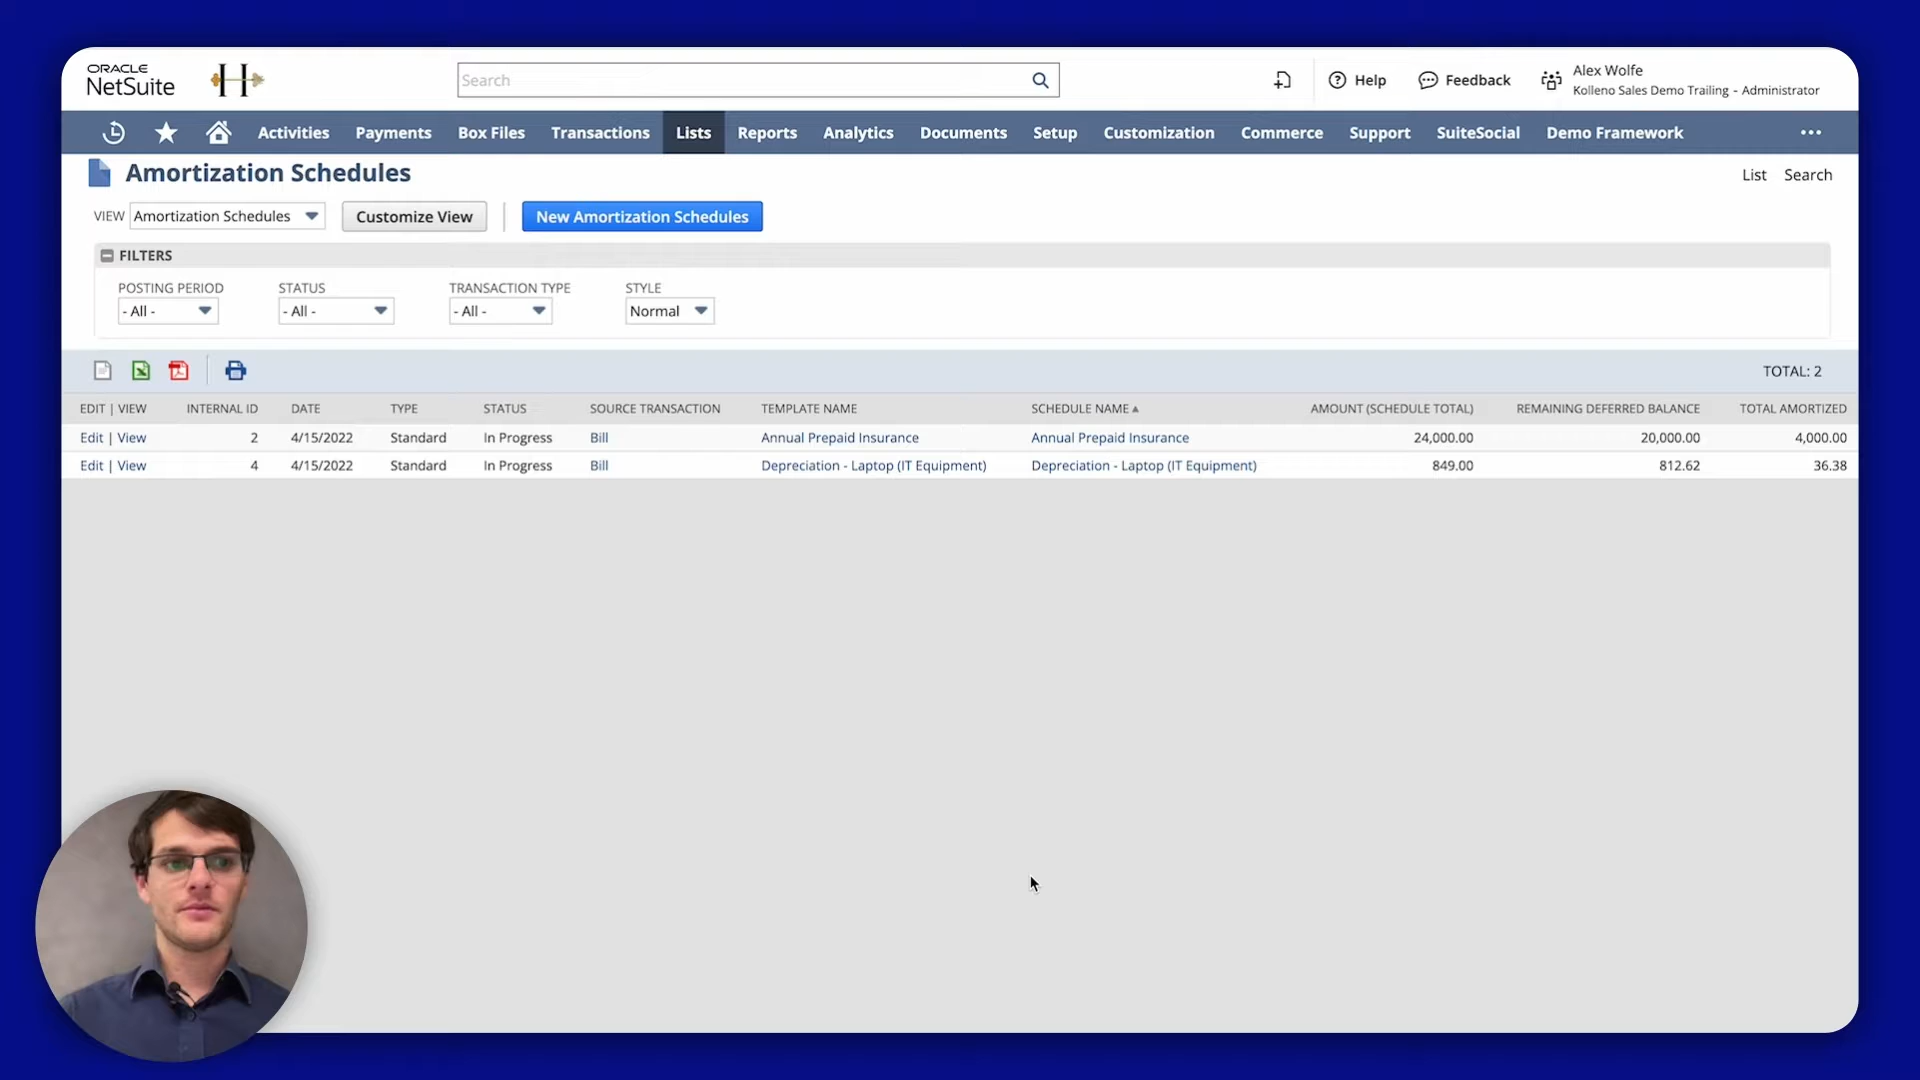 ORACLE
NetSuite
H
Search
Help
Feedback
Alex Wolfe
Kolleno Sales Demo Trailing - Administrator
Activities Payments Box Files Transactions Lists Reports Analytics Documents Setup Customization Commerce Support SuiteSocial Demo Framework
Amortization Schedules
List Search
VIEW Amortization Schedules Customize View New Amortization Schedules
FILTERS
POSTING PERIOD STATUS TRANSACTION TYPE STYLE
- All - - All - - All - Normal
TOTAL: 2
EDIT | VIEW INTERNAL ID DATE TYPE STATUS SOURCE TRANSACTION TEMPLATE NAME SCHEDULE NAME AMOUNT (SCHEDULE TOTAL) REMAINING DEFERRED BALANCE TOTAL AMORTIZED
Edit | View 2 4/15/2022 Standard In Progress Bill Annual Prepaid Insurance Annual Prepaid Insurance 24,000.00 20,000.00 4,000.00
Edit | View 4 4/15/2022 Standard In Progress Bill Depreciation - Laptop (IT Equipment) Depreciation - Laptop (IT Equipment) 849.00 812.62 36.38